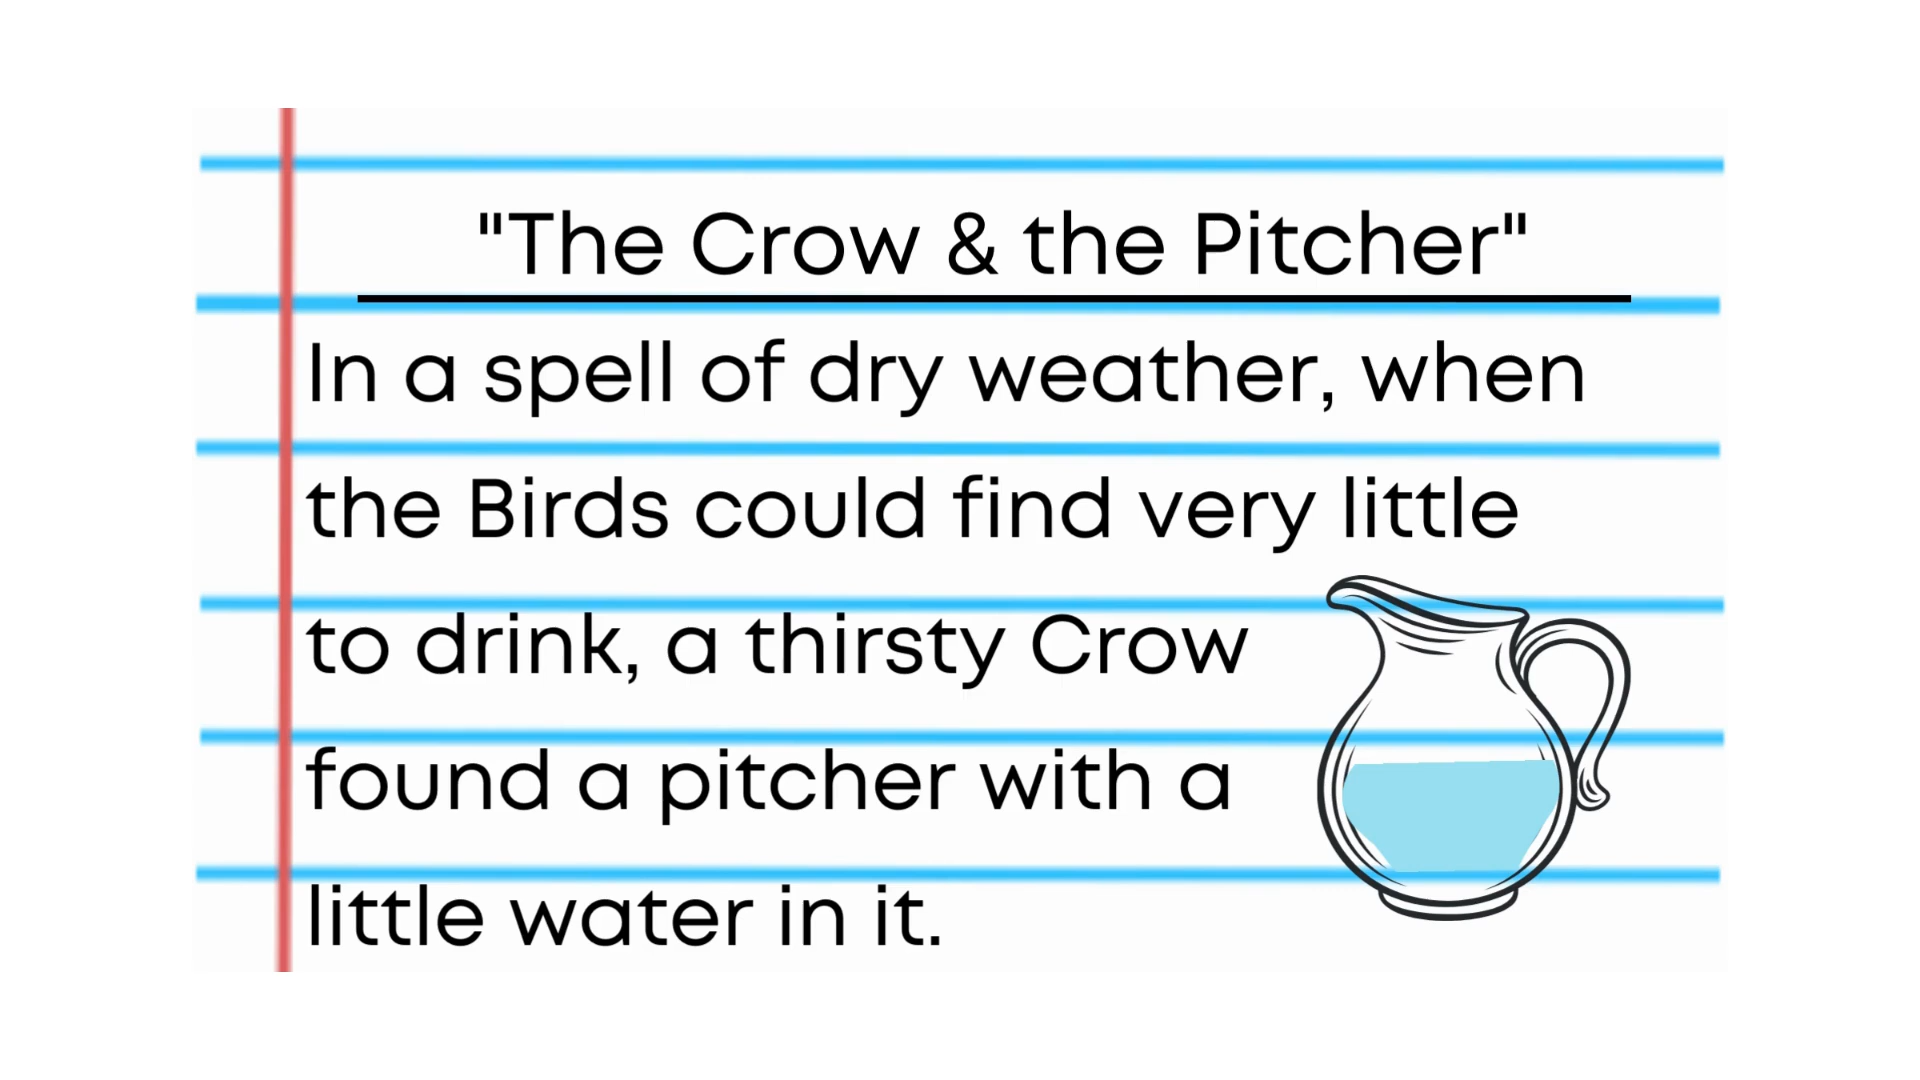 "The Crow & the Pitcher"
In a spell of dry weather, when
the Birds could find very little
to drink, a thirsty Crow
found a pitcher with a
little water in it.